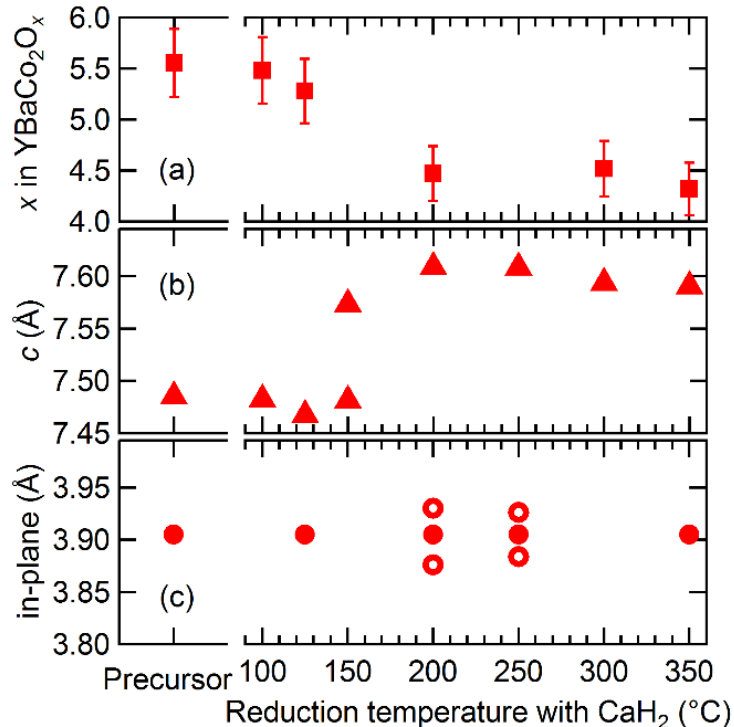 6.0
5.5
5.0
4.5
4.0
x in YBaCo₂Oₓ
(a)
7.60
7.55
7.50
7.45
c (Å)
(b)
3.95
3.90
3.85
3.80
in-plane (Å)
(c)
Precursor
100 150 200 250 300 350
Reduction temperature with CaH₂ (°C)